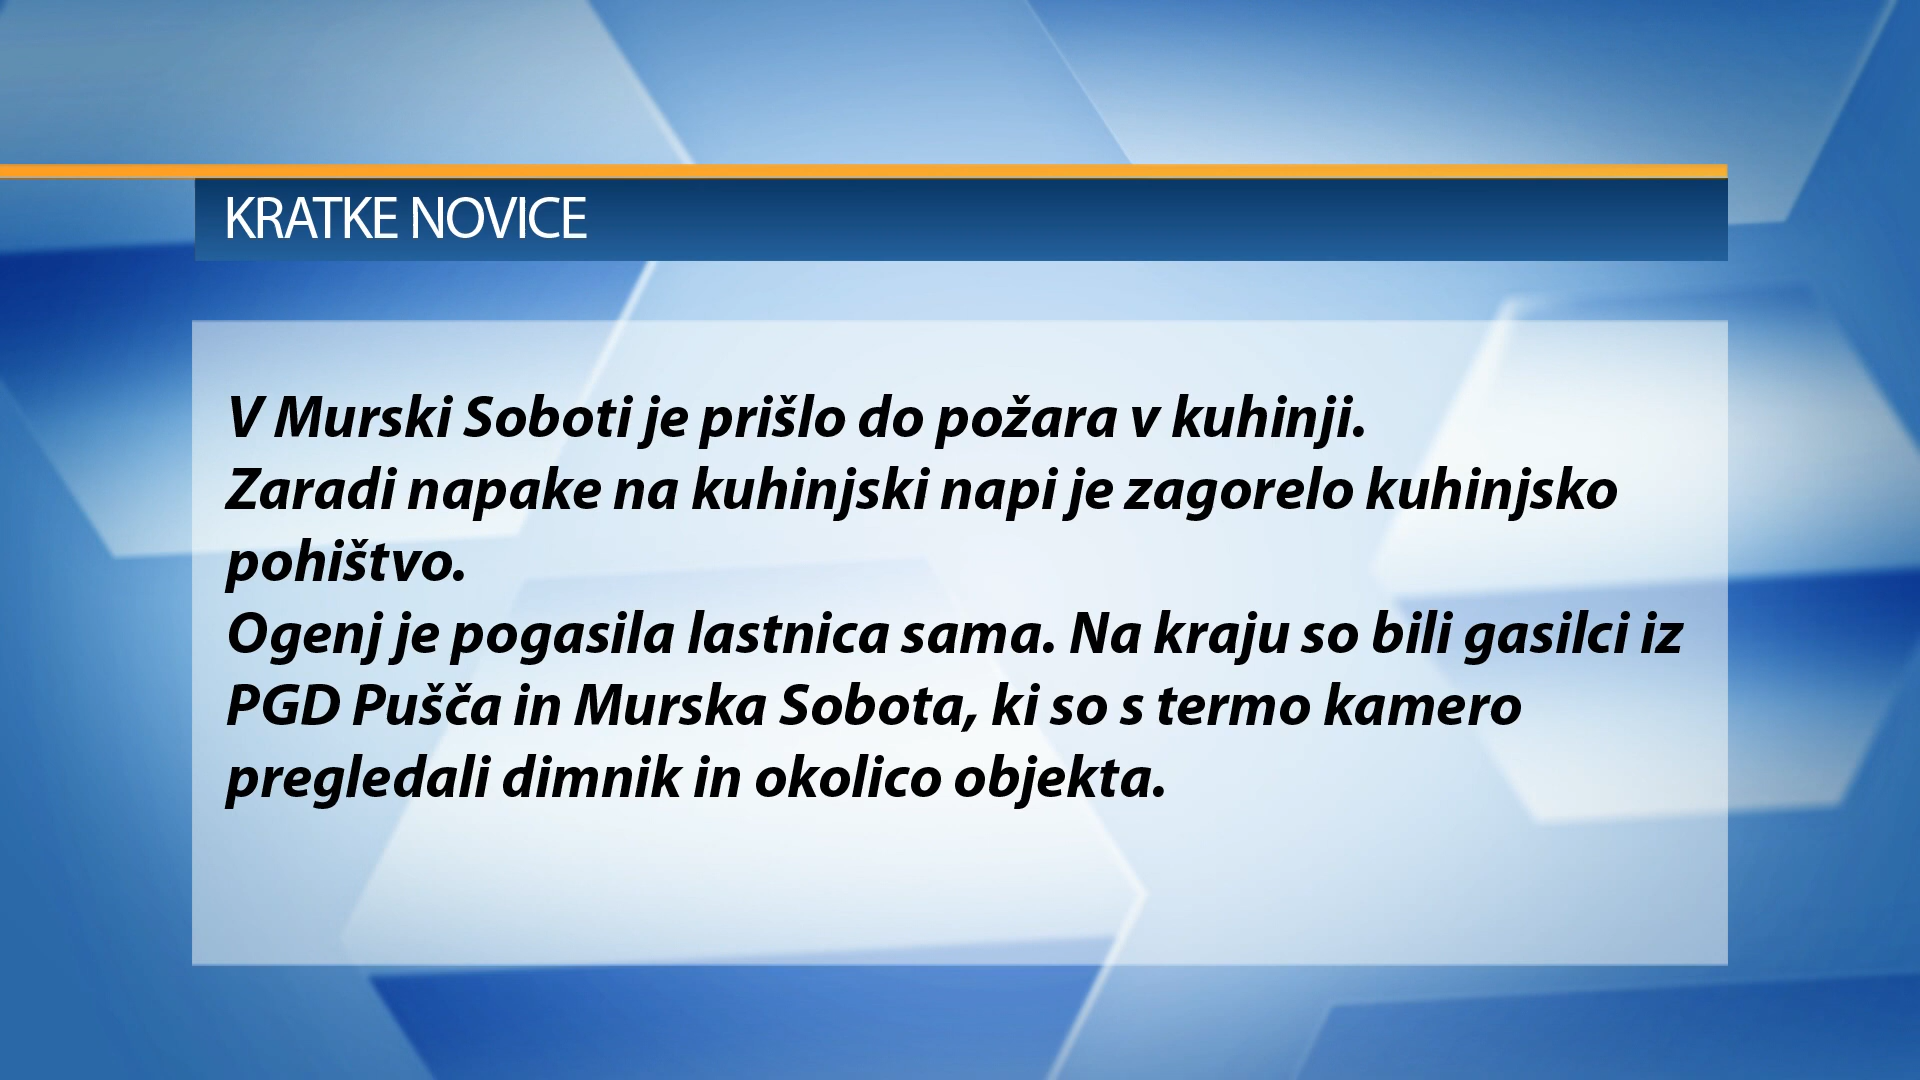 KRATKE NOVICE
V Murski Soboti je prišlo do požara v kuhinji.
Zaradi napake na kuhinjski napi je zagorelo kuhinjsko
pohištvo.
Ogenj je pogasila lastnica sama. Na kraju so bili gasilci iz
PGD Pušča in Murska Sobota, ki so s termo kamero
pregledali dimnik in okolico objekta.